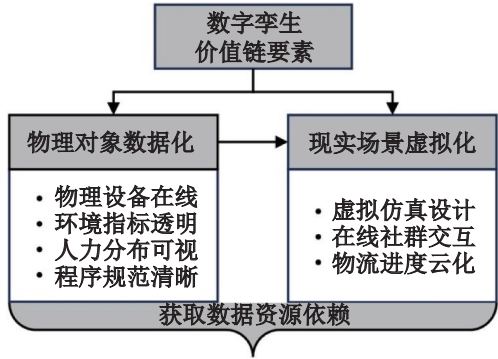 数字孪生
价值链要素
物理对象数据化
• 物理设备在线
• 环境指标透明
• 人力分布可视
• 程序规范清晰
现实场景虚拟化
• 虚拟仿真设计
• 在线社群交互
• 物流进度云化
获取数据资源依赖